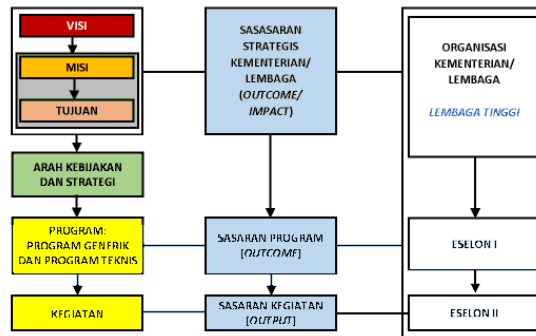 VISI
MISI
TUJUAN
ARAH KEBIJAKAN
DAN STRATEGI
PROGRAM:
PROGRAM GENERIK
DAN PROGRAM TEKNIS
KEGIATAN
SASASARAN
STRATEGIS
KEMENTERIAN/
LEMBAGA
(OUTCOME/
IMPACT)
SASARAN PROGRAM
[OUTCOME]
SASARAN KEGIATAN
[OUTPUT]
ORGANISASI
KEMENTERIAN/
LEMBAGA
LEMBAGA TINGGI
ESELON I
ESELON II